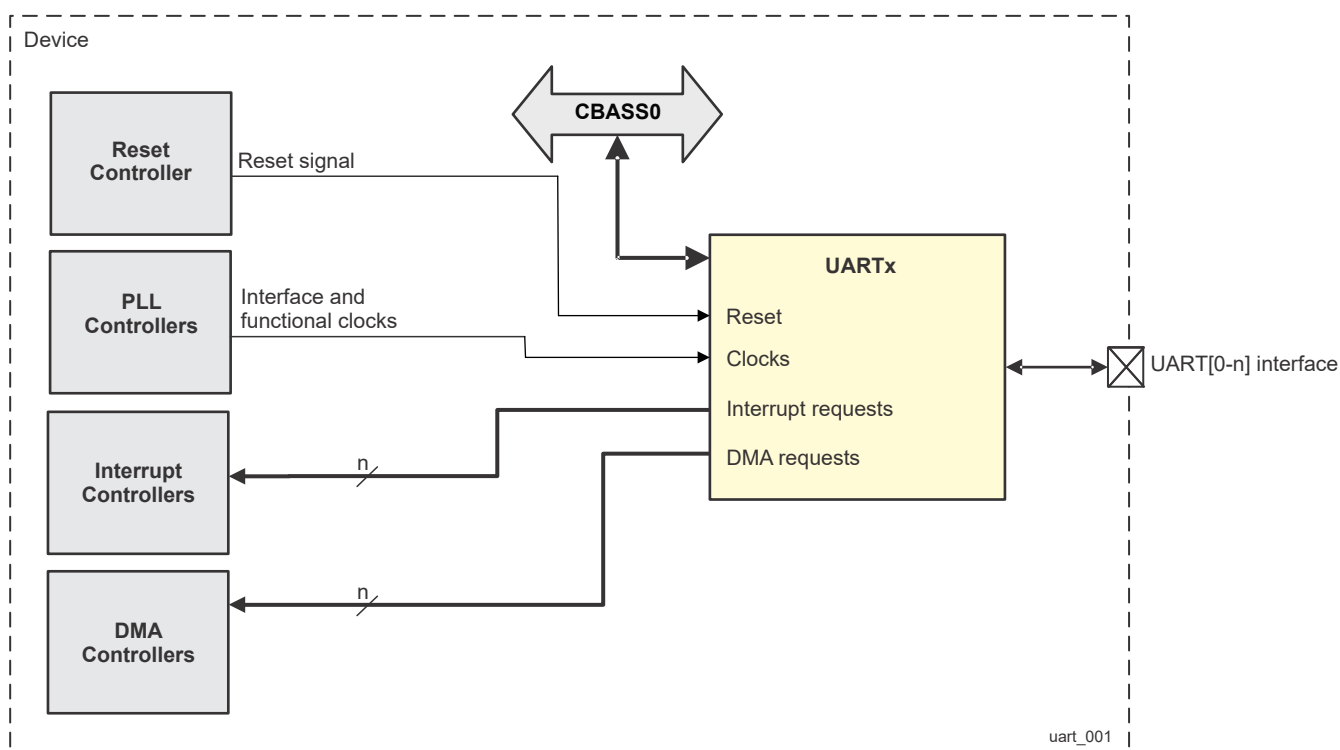 Device
CBASS0
Reset
Controller
Reset signal
UARTx
PLL
Controllers
Interface and
functional clocks
Reset
Clocks
UART[0-n] interface
Interrupt requests
DMA requests
Interrupt
Controllers
n
n
DMA
Controllers
uart_001